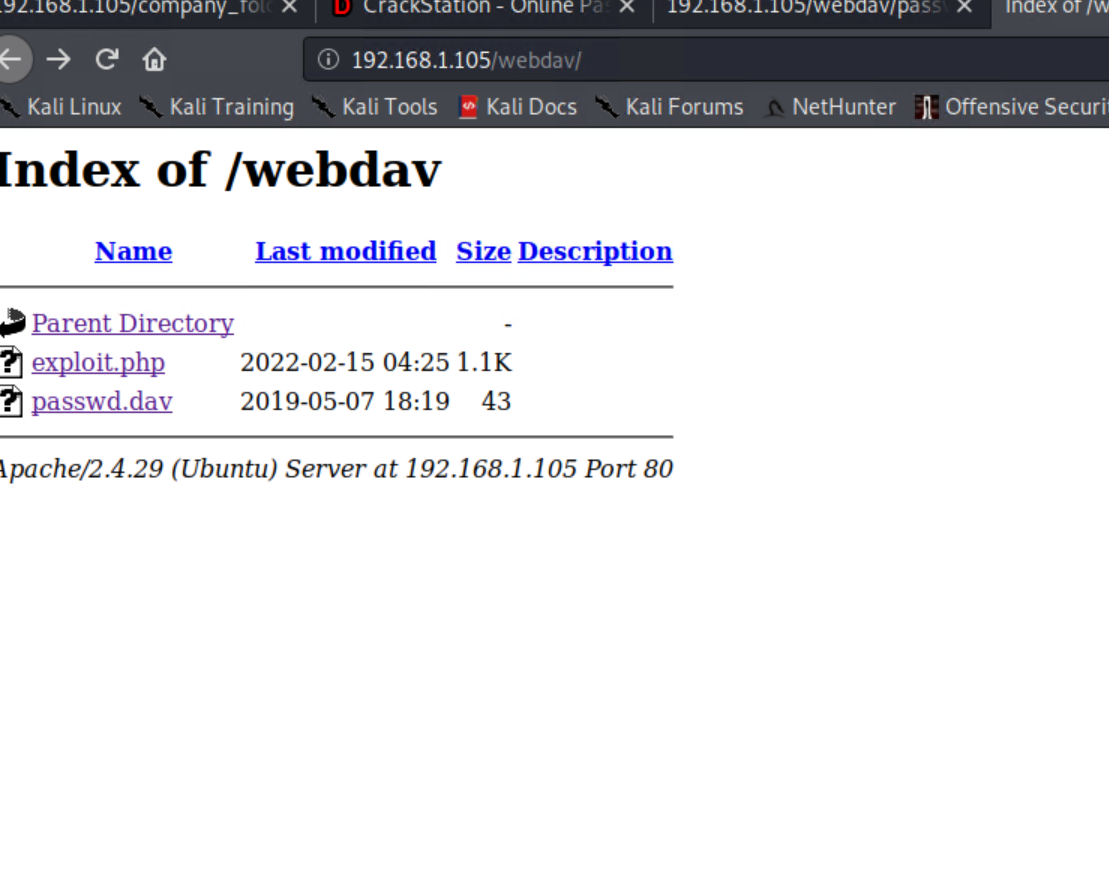 192.168.1.105/company_fol
CrackStation - Online Pa
192.168.1.105/webdav/pass
Index of /w
192.168.1.105/webdav/
Kali Linux Kali Training Kali Tools Kali Docs Kali Forums NetHunter Offensive Securi
Index of /webdav
Name Last modified Size Description
Parent Directory -
exploit.php 2022-02-15 04:25 1.1K
passwd.dav 2019-05-07 18:19 43
Apache/2.4.29 (Ubuntu) Server at 192.168.1.105 Port 80